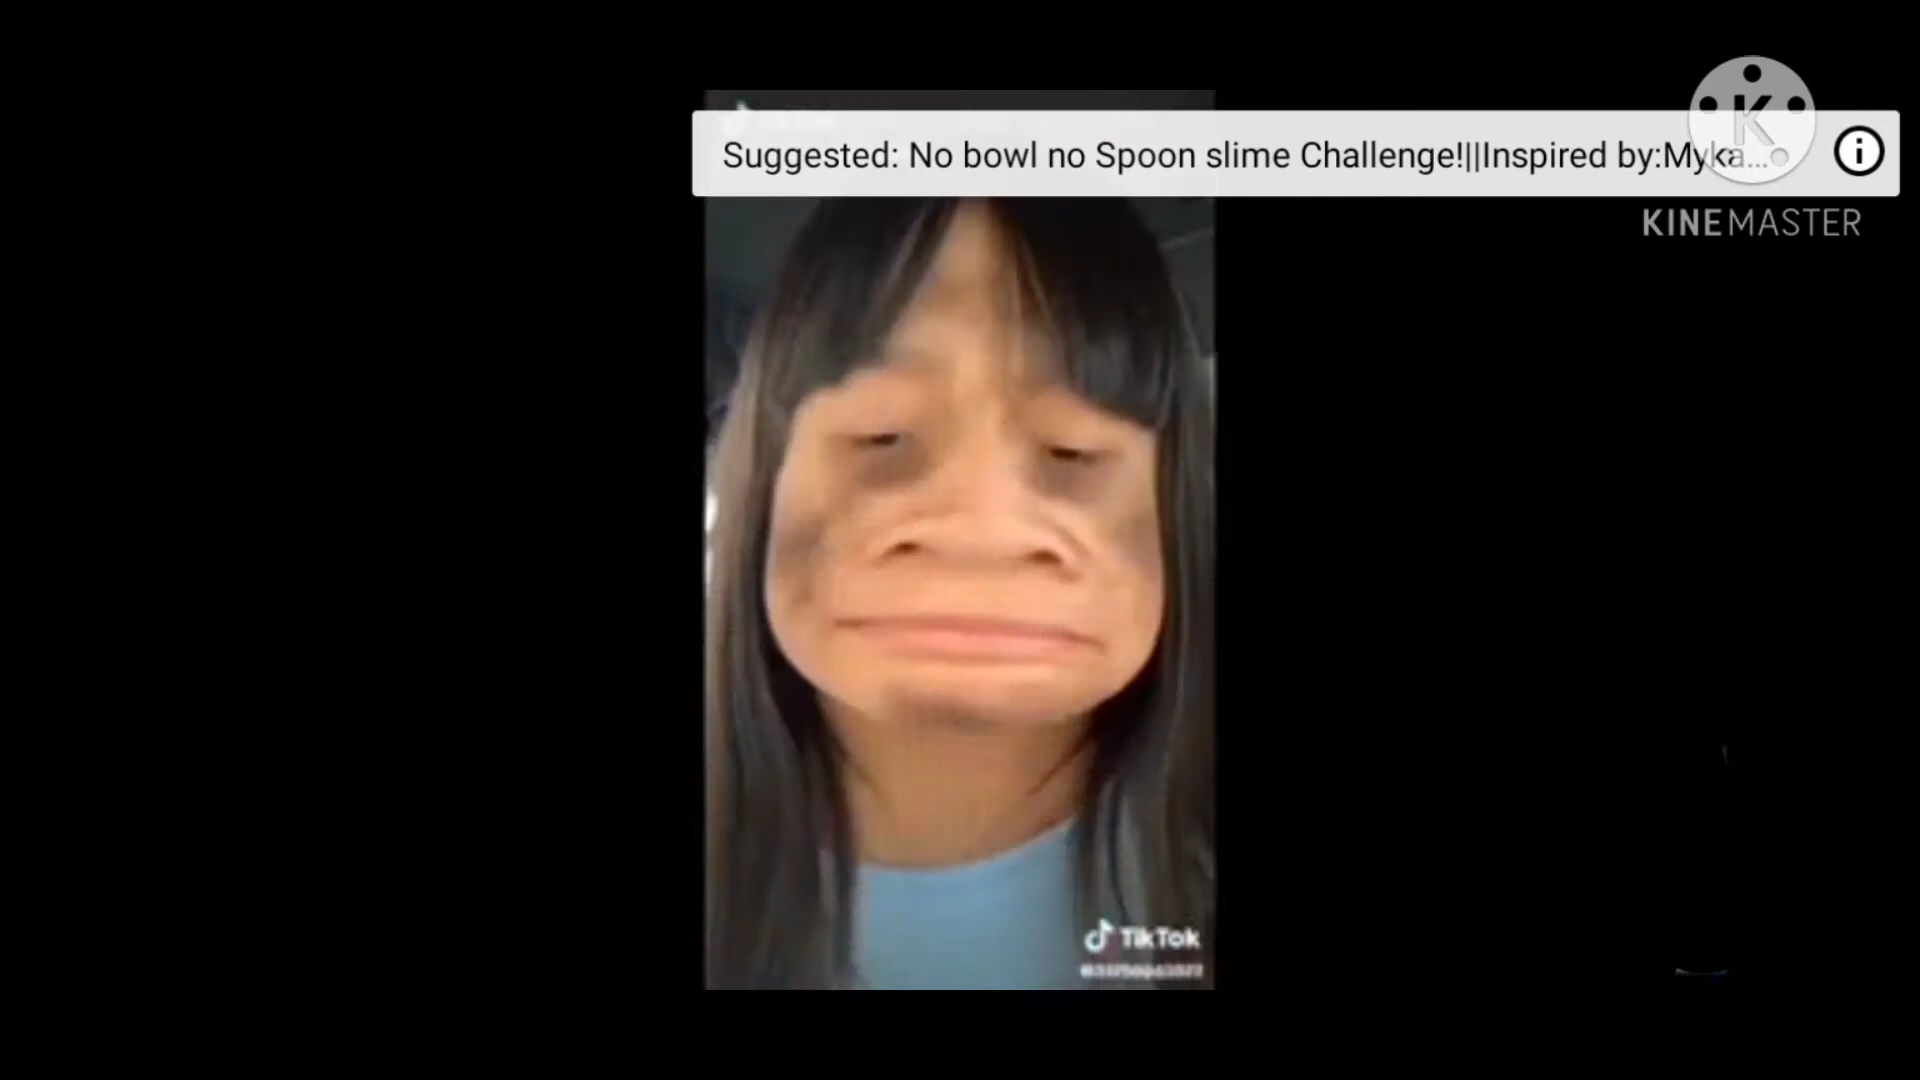 Suggested: No bowl no Spoon slime Challenge!||Inspired by:Myka...
K
KINEMASTER
TikTok